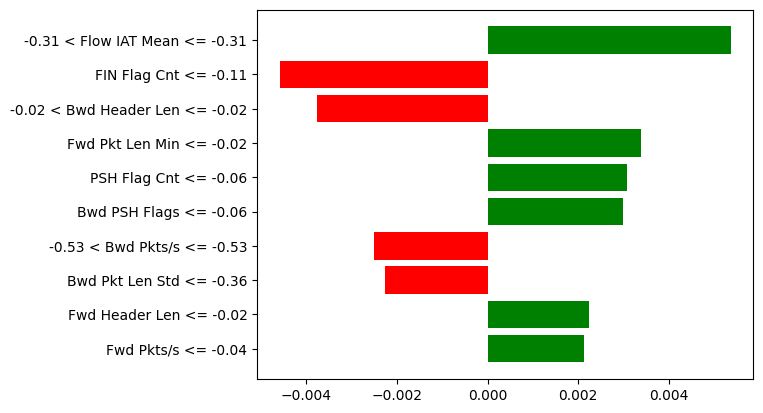 -0.31 < Flow IAT Mean <= -0.31
FIN Flag Cnt <= -0.11
-0.02 < Bwd Header Len <= -0.02
Fwd Pkt Len Min <= -0.02
PSH Flag Cnt <= -0.06
Bwd PSH Flags <= -0.06
-0.53 < Bwd Pkts/s <= -0.53
Bwd Pkt Len Std <= -0.36
Fwd Header Len <= -0.02
Fwd Pkts/s <= -0.04
−0.004 −0.002 0.000 0.002 0.004